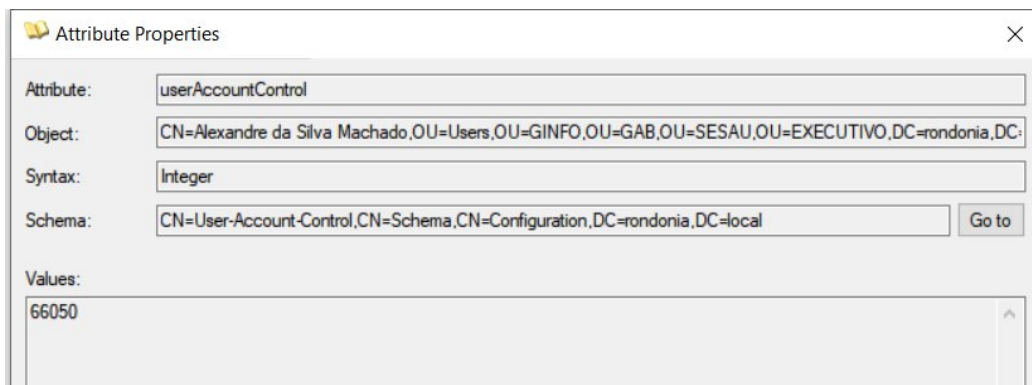 Attribute Properties
Attribute: userAccountControl
Object: CN=Alexandre da Silva Machado,OU=Users,OU=GINFO,OU=GAB,OU=SESAU,OU=EXECUTIVO,DC=rondonia,DC=
Syntax: Integer
Schema: CN=User-Account-Control,CN=Schema,CN=Configuration,DC=rondonia,DC=local Go to
Values:
66050